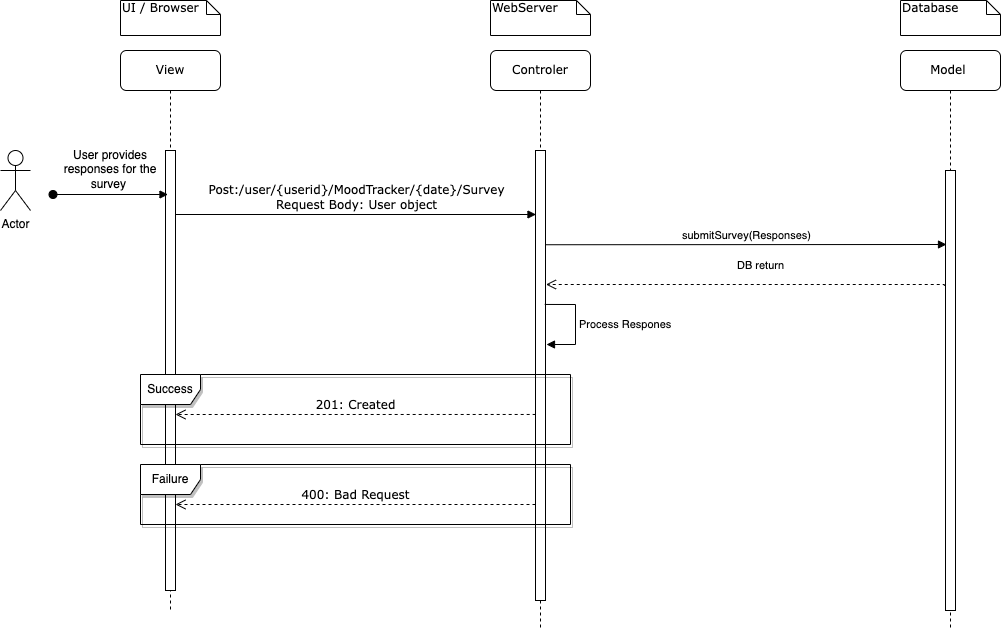 UI / Browser
WebServer
Database
View
Controler
Model
User provides
responses for the
survey
Actor
Post:/user/{userid}/MoodTracker/{date}/Survey
Request Body: User object
submitSurvey(Responses)
DB return
Process Respones
Success
201: Created
Failure
400: Bad Request